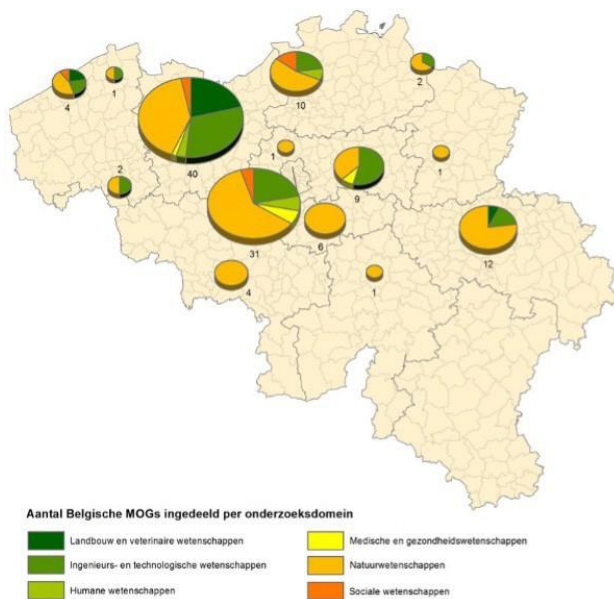 4
1
10
2
40
1
9
1
2
31
6
12
4
1
Aantal Belgische MOGs ingedeeld per onderzoeksdomein
Landbouw en veterinaire wetenschappen
Medische en gezondheidswetenschappen
Ingenieurs- en technologische wetenschappen
Natuurwetenschappen
Humane wetenschappen
Sociale wetenschappen